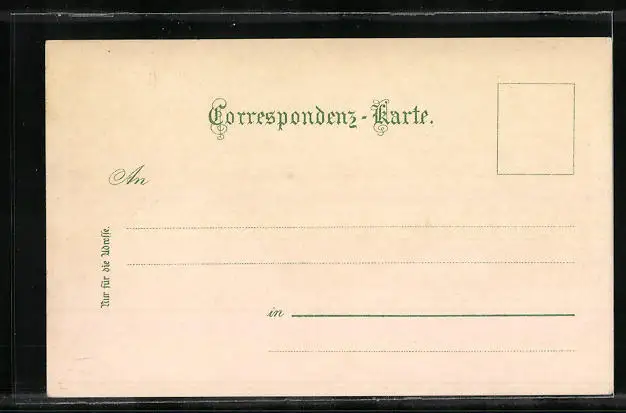 Correspondenz-Karte.
An
Nur für die Adresse.
in